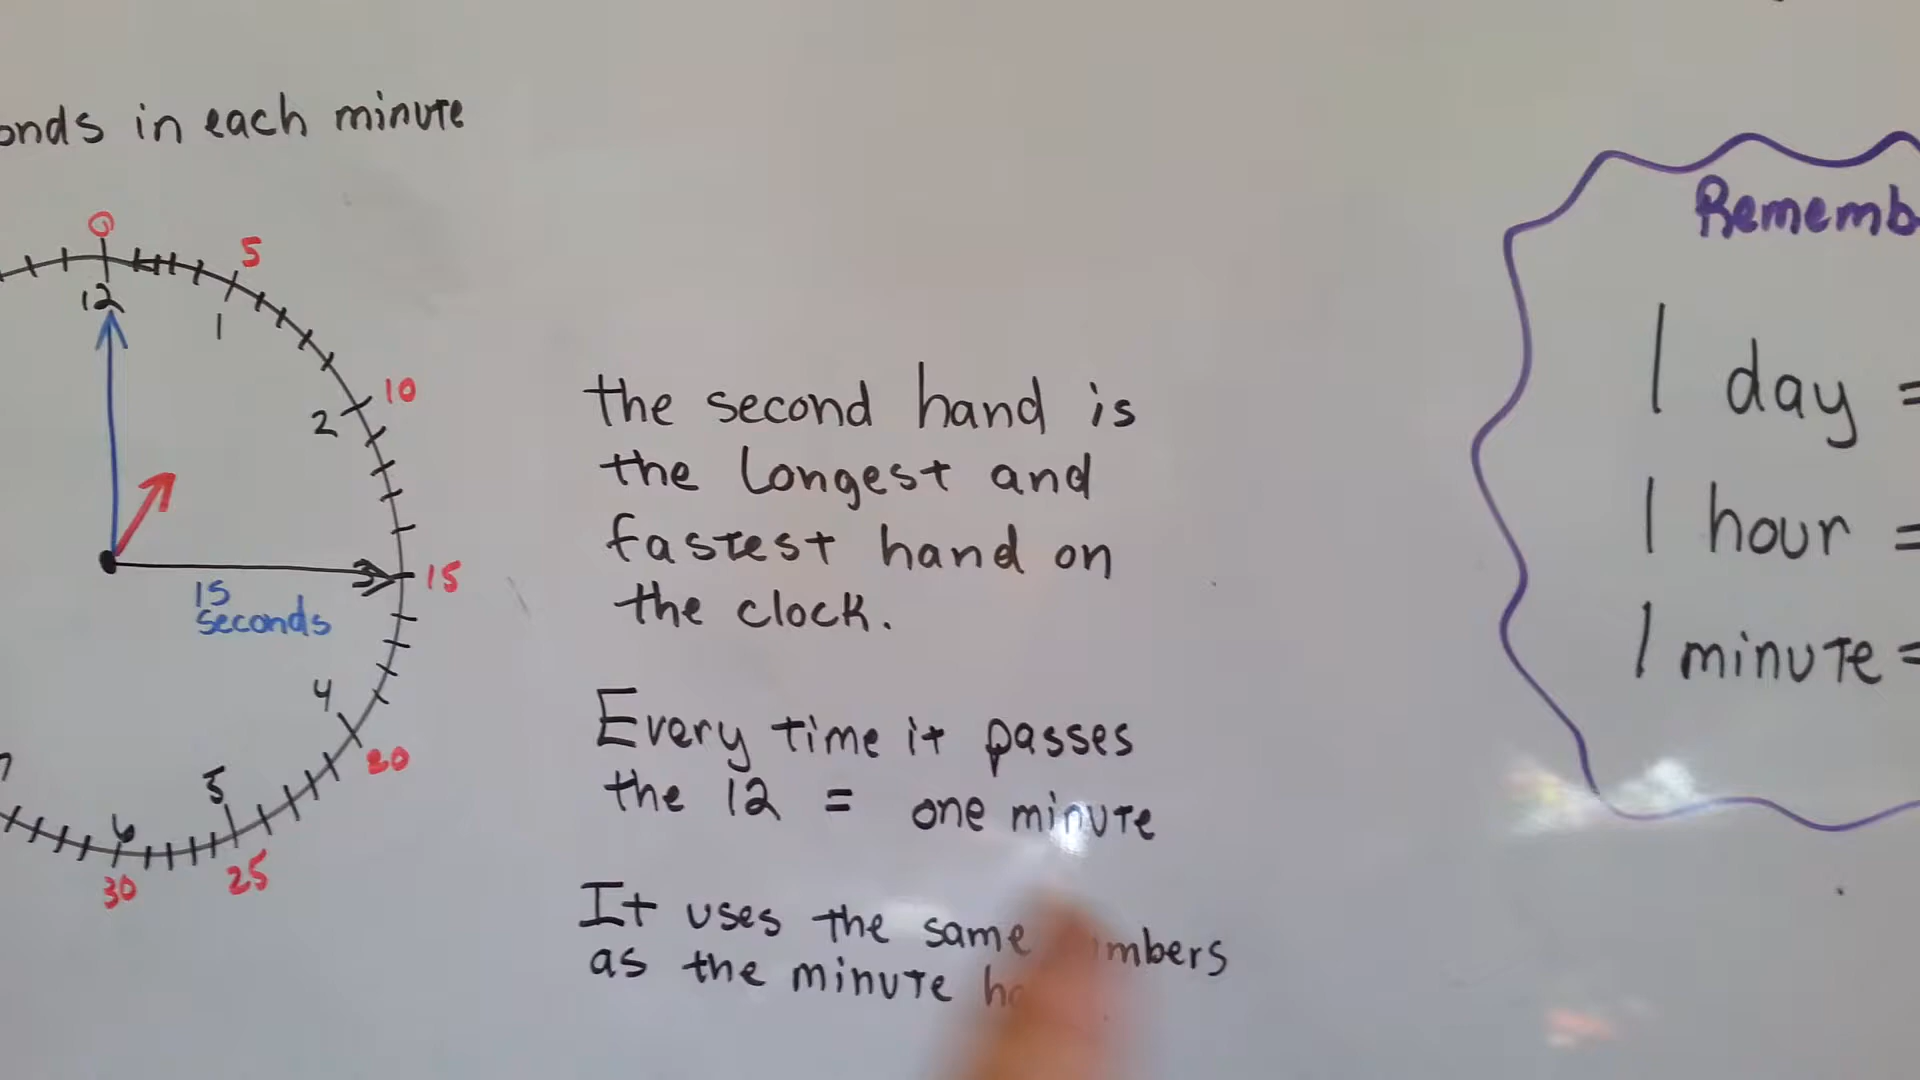 onds in each minute
0
5
12
1
10
2
3
15
15
seconds
4
20
5
25
6
30
7
the second hand is
the longest and
fastest hand on
the clock.
Every time it passes
the 12 = one minute
It uses the same
as the minute
Rememb
1 day =
1 hour =
1 minute =